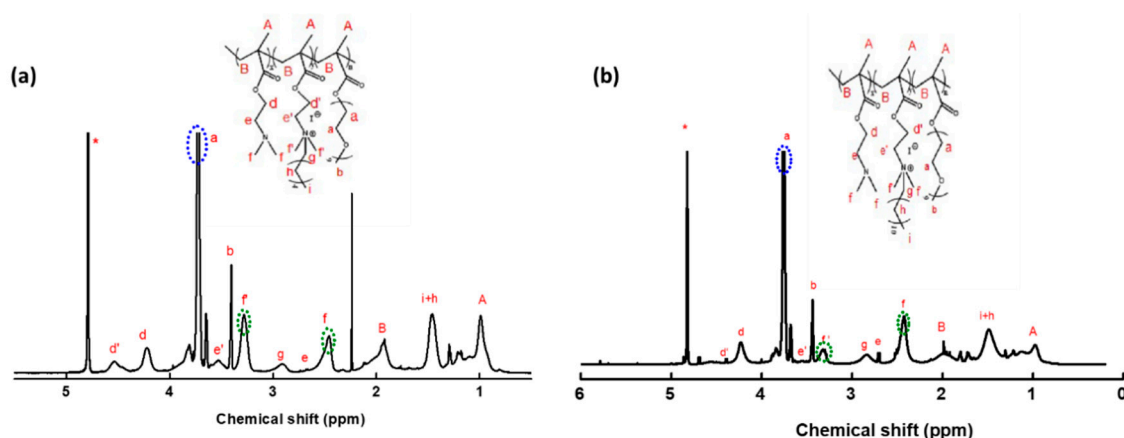 (a)
A A A
B B B
O O O
O O O
d d' a
e e' I⊖ a
N N⊕ O
f f f' g f' b
h
i
* a b f' f i+h A
d' d e' g e B
5 4 3 2 1
Chemical shift (ppm)
(b)
A A A
B B B
O O O
O O O
d d' a
e e' I⊖ a
N N⊕ O
f f f' g f' b
h
i
* a b f i+h
d' d e' f' g e B A
6 5 4 3 2 1 0
Chemical shift (ppm)